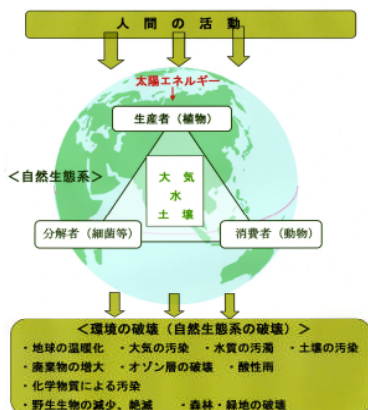 人間の活動
太陽エネルギー
生産者（植物）
＜自然生態系＞
大気
水
土壌
分解者（細菌等）
消費者（動物）
＜環境の破壊（自然生態系の破壊）＞
・地球の温暖化　・大気の汚染　・水質の汚濁　・土壌の汚染
・廃棄物の増大　・オゾン層の破壊　・酸性雨
・化学物質による汚染
・野生生物の減少、絶滅　・森林・緑地の破壊